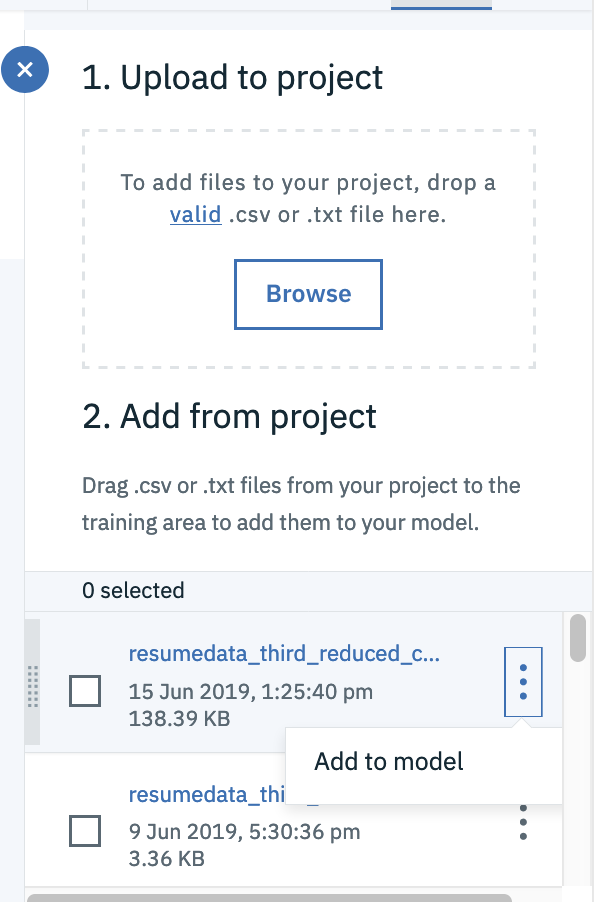 1. Upload to project
To add files to your project, drop a
valid .csv or .txt file here.
Browse
2. Add from project
Drag .csv or .txt files from your project to the
training area to add them to your model.
0 selected
resumedata_third_reduced_c...
15 Jun 2019, 1:25:40 pm
138.39 KB
Add to model
resumedata_thi
9 Jun 2019, 5:30:36 pm
3.36 KB